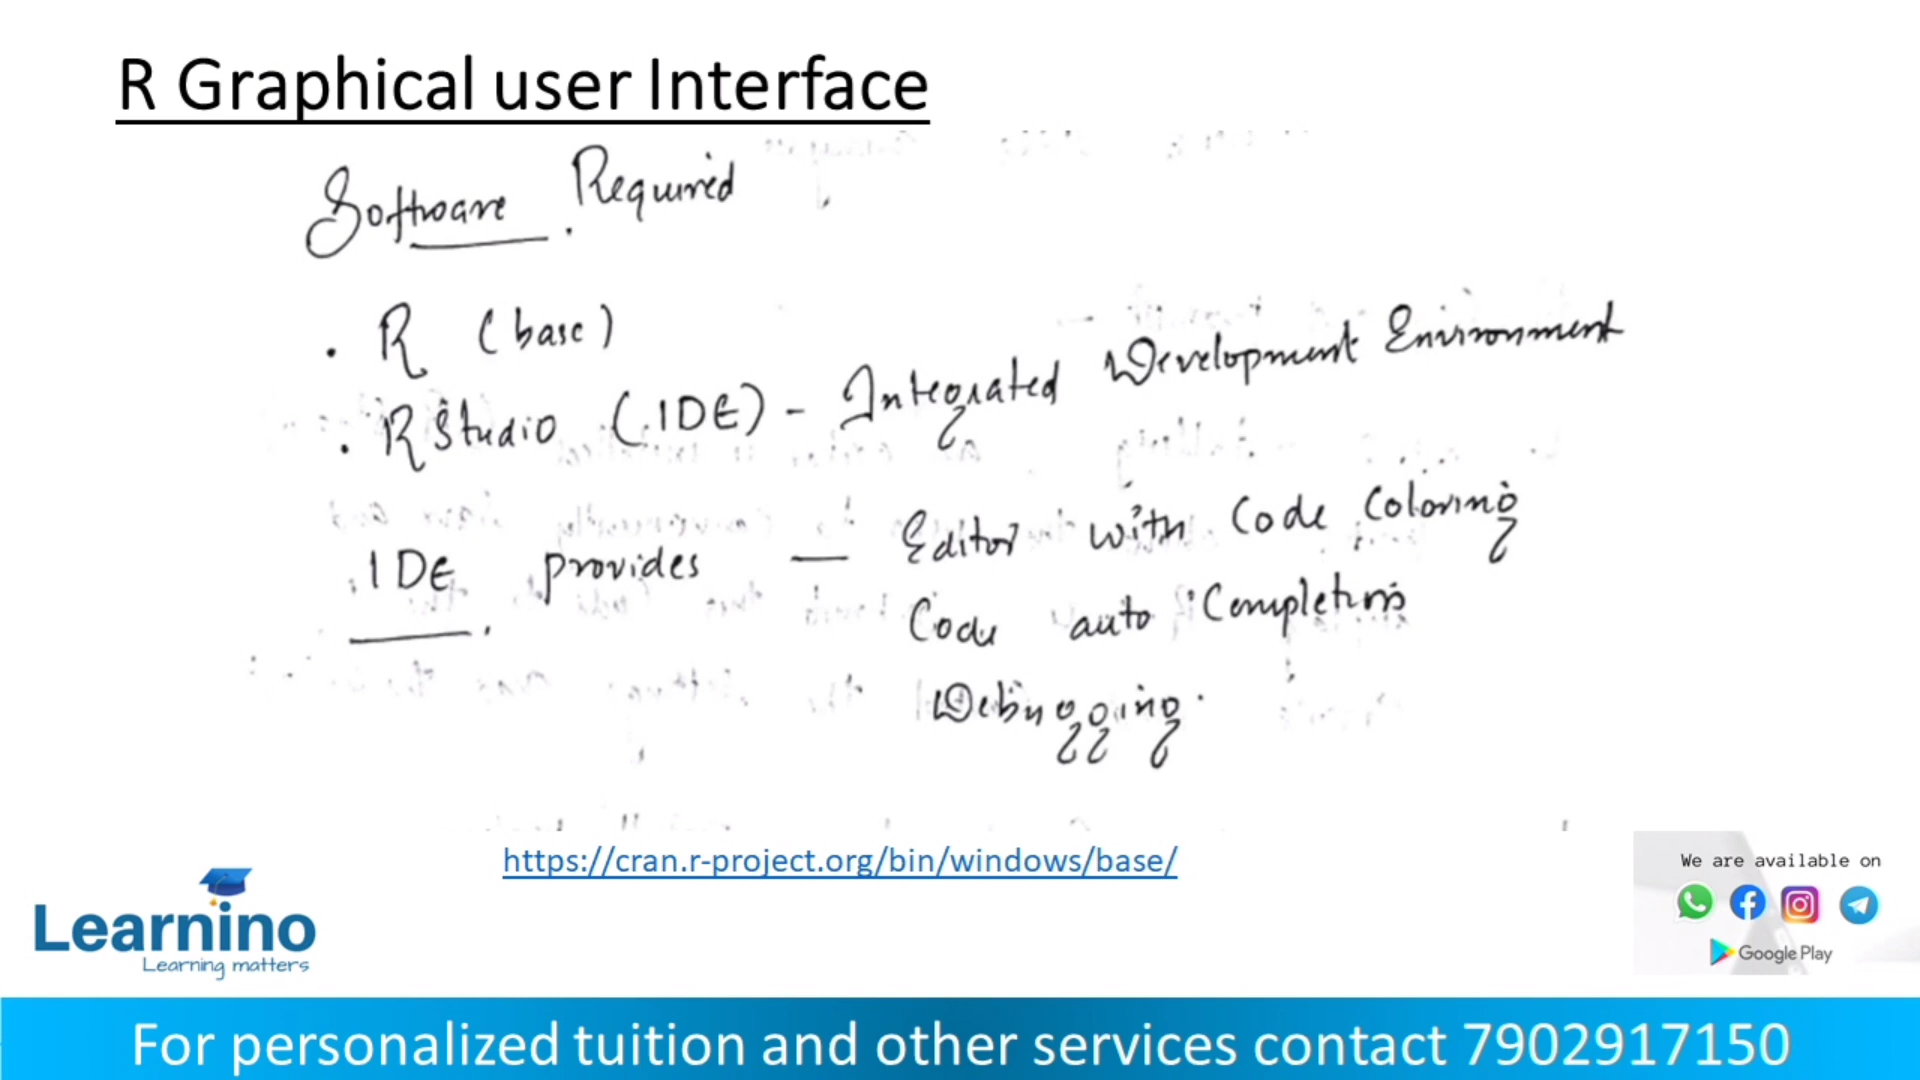 R Graphical user Interface
Software Required
. R (base)
. RStudio (IDE) - Integrated Development Environment
IDE provides — Editor with Code Coloring
Code auto Completions
Debugging.
https://cran.r-project.org/bin/windows/base/
We are available on
Google Play
Learnino
Learning matters
For personalized tuition and other services contact 7902917150